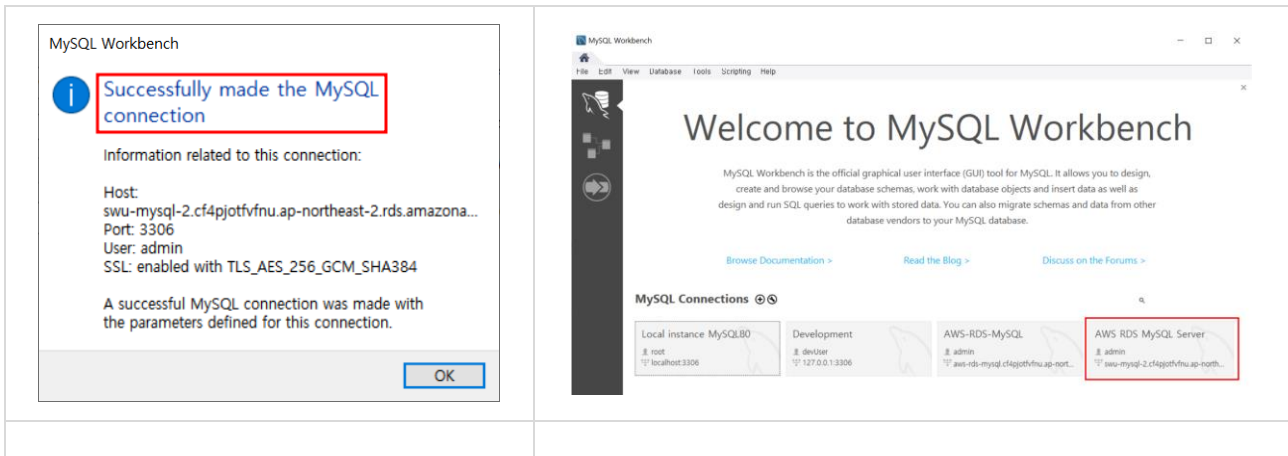 MySQL Workbench
Successfully made the MySQL
connection
Information related to this connection:
Host:
swu-mysql-2.cf4pjotfvfnu.ap-northeast-2.rds.amazona...
Port: 3306
User: admin
SSL: enabled with TLS_AES_256_GCM_SHA384
A successful MySQL connection was made with
the parameters defined for this connection.
OK
MySQL Workbench
File Edit View Database Tools Scripting Help
Welcome to MySQL Workbench
MySQL Workbench is the official graphical user interface (GUI) tool for MySQL. It allows you to design,
create and browse your database schemas, work with database objects and insert data as well as
design and run SQL queries to work with stored data. You can also migrate schemas and data from other
database vendors to your MySQL database.
Browse Documentation > Read the Blog > Discuss on the Forums >
MySQL Connections
Local instance MySQL80 Development AWS-RDS-MySQL AWS RDS MySQL Server
root devUser admin admin
localhost:3306 127.0.0.1:3306 aws-rds-mysql.cf4pjotfvfnu.ap-nort... swu-mysql-2.cf4pjotfvfnu.ap-north...